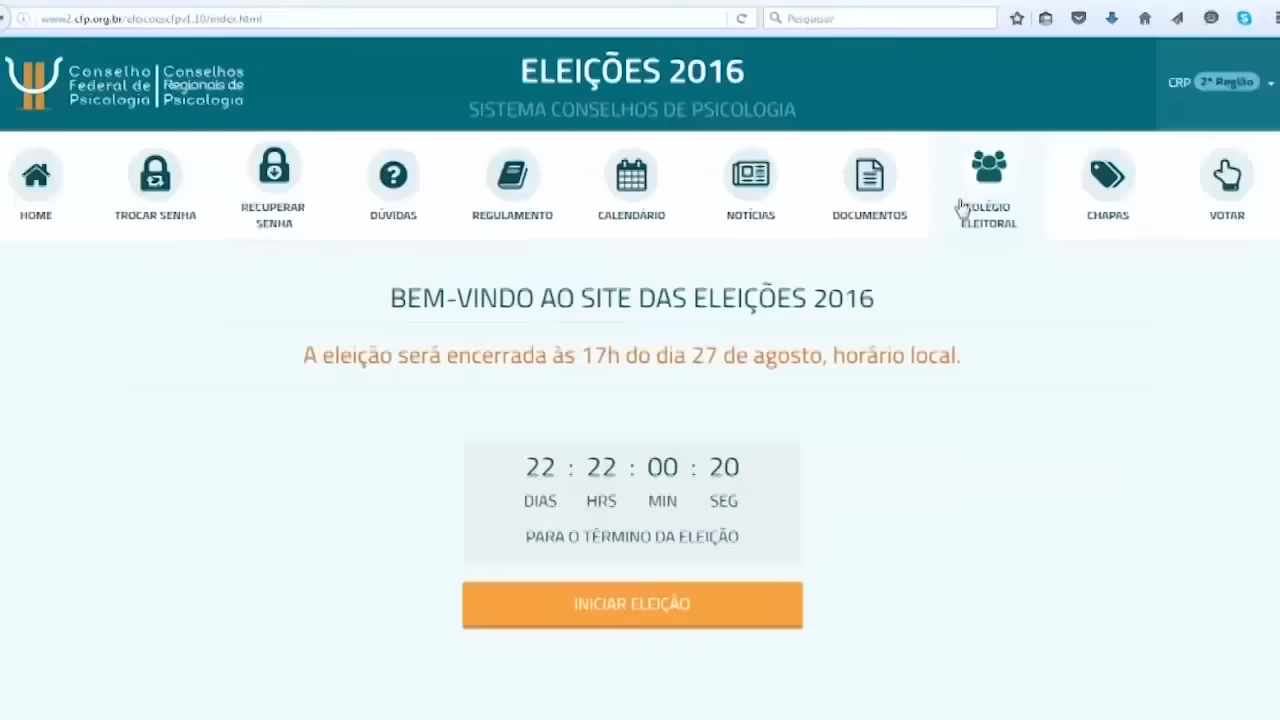 www2.cfp.org.br/eleicoescfpv1.10/index.html
Pesquisar
Conselho Federal de Psicologia
Conselhos Regionais de Psicologia
ELEIÇÕES 2016
SISTEMA CONSELHOS DE PSICOLOGIA
CRP 2ª Região
HOME
TROCAR SENHA
RECUPERAR
SENHA
DÚVIDAS
REGULAMENTO
CALENDÁRIO
NOTÍCIAS
DOCUMENTOS
COLÉGIO
ELEITORAL
CHAPAS
VOTAR
BEM-VINDO AO SITE DAS ELEIÇÕES 2016
A eleição será encerrada às 17h do dia 27 de agosto, horário local.
22 : 22 : 00 : 20
DIAS HRS MIN SEG
PARA O TÉRMINO DA ELEIÇÃO
INICIAR ELEIÇÃO